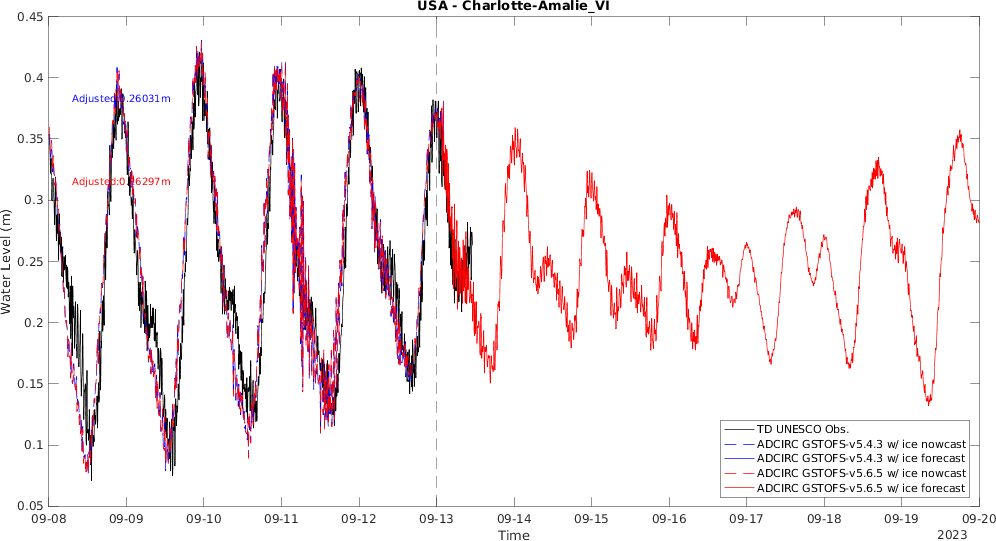 USA - Charlotte-Amalie_VI
0.45
0.4
0.35
0.3
0.25
0.2
0.15
0.1
0.05
Water Level (m)
Adjusted:0.26031m
Adjusted:0.26297m
TD UNESCO Obs.
ADCIRC GSTOFS-v5.4.3 w/ ice nowcast
ADCIRC GSTOFS-v5.4.3 w/ ice forecast
ADCIRC GSTOFS-v5.6.5 w/ ice nowcast
ADCIRC GSTOFS-v5.6.5 w/ ice forecast
09-08 09-09 09-10 09-11 09-12 09-13 09-14 09-15 09-16 09-17 09-18 09-19 09-20
Time
2023